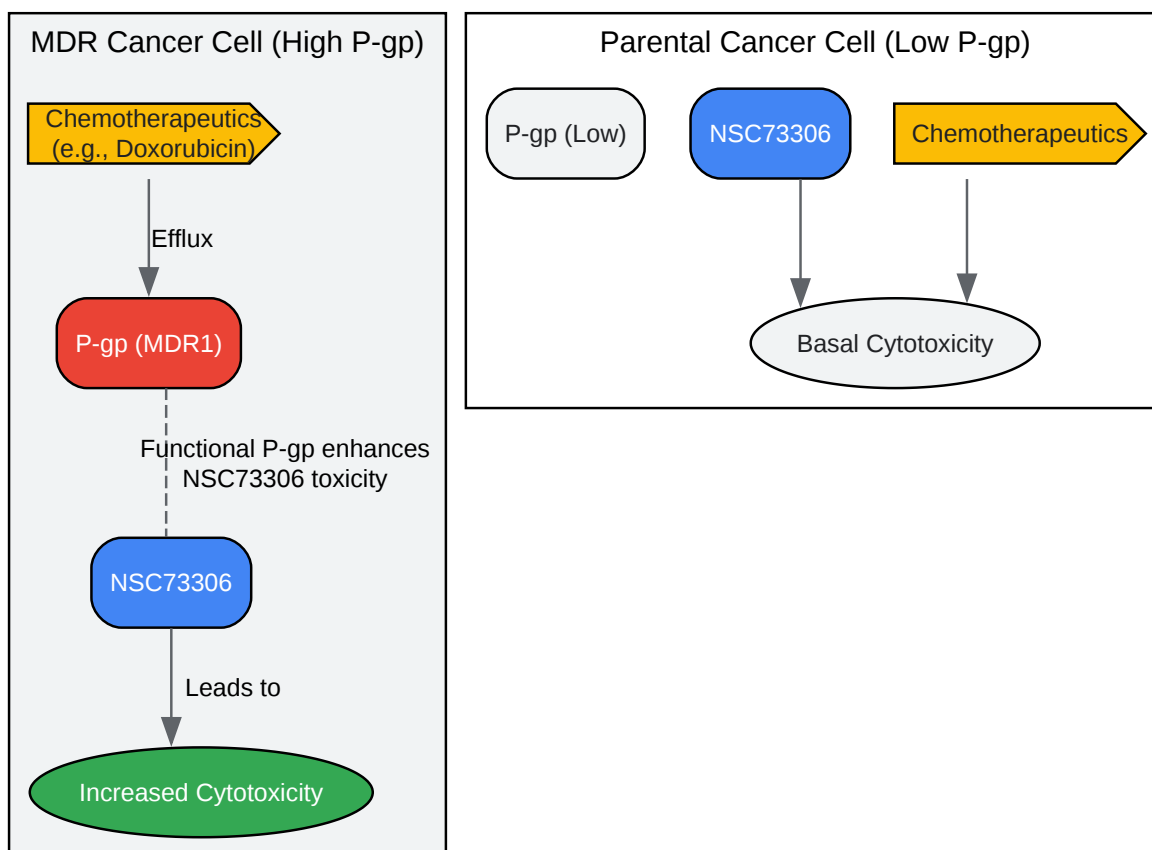 MDR Cancer Cell (High P-gp)
Chemotherapeutics
(e.g., Doxorubicin)
Efflux
P-gp (MDR1)
Functional P-gp enhances
NSC73306 toxicity
NSC73306
Leads to
Increased Cytotoxicity
Parental Cancer Cell (Low P-gp)
P-gp (Low)
NSC73306
Chemotherapeutics
Basal Cytotoxicity